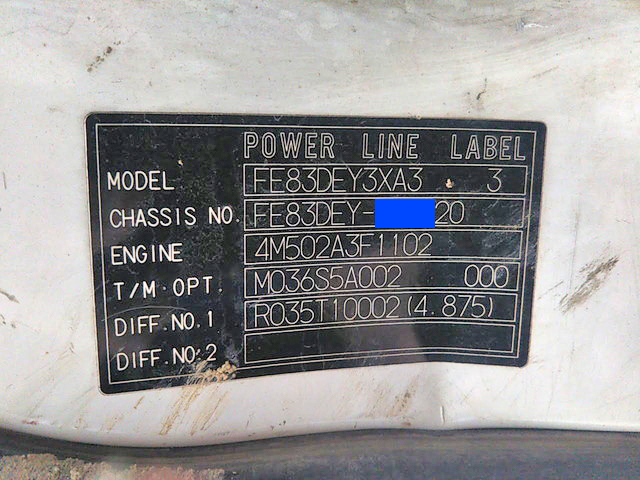 POWER LINE LABEL
MODEL FE83DEY3XA3 3
CHASSIS NO. FE83DEY- 20
ENGINE 4M502A3F1102
T/M OPT. M036S5A002 000
DIFF.NO.1 R035T10002(4.875)
DIFF.NO.2